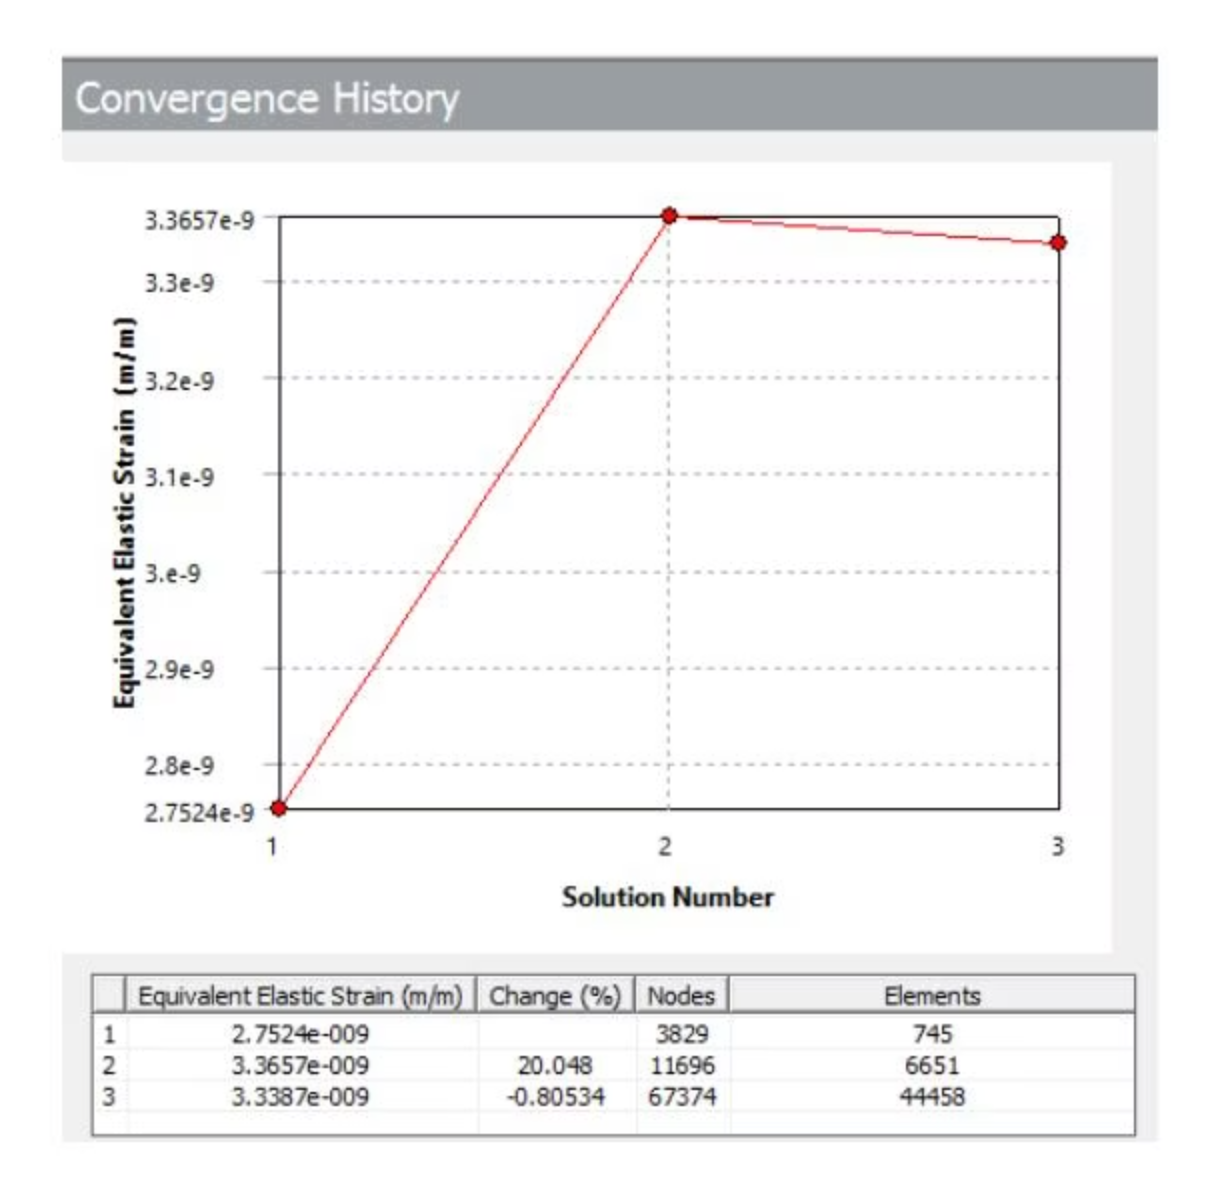 Convergence History
3.3657e-9
3.3e-9
3.2e-9
3.1e-9
3.e-9
2.9e-9
2.8e-9
2.7524e-9
Equivalent Elastic Strain (m/m)
1 2 3
Solution Number
Equivalent Elastic Strain (m/m) Change (%) Nodes Elements
1 2.7524e-009 3829 745
2 3.3657e-009 20.048 11696 6651
3 3.3387e-009 -0.80534 67374 44458